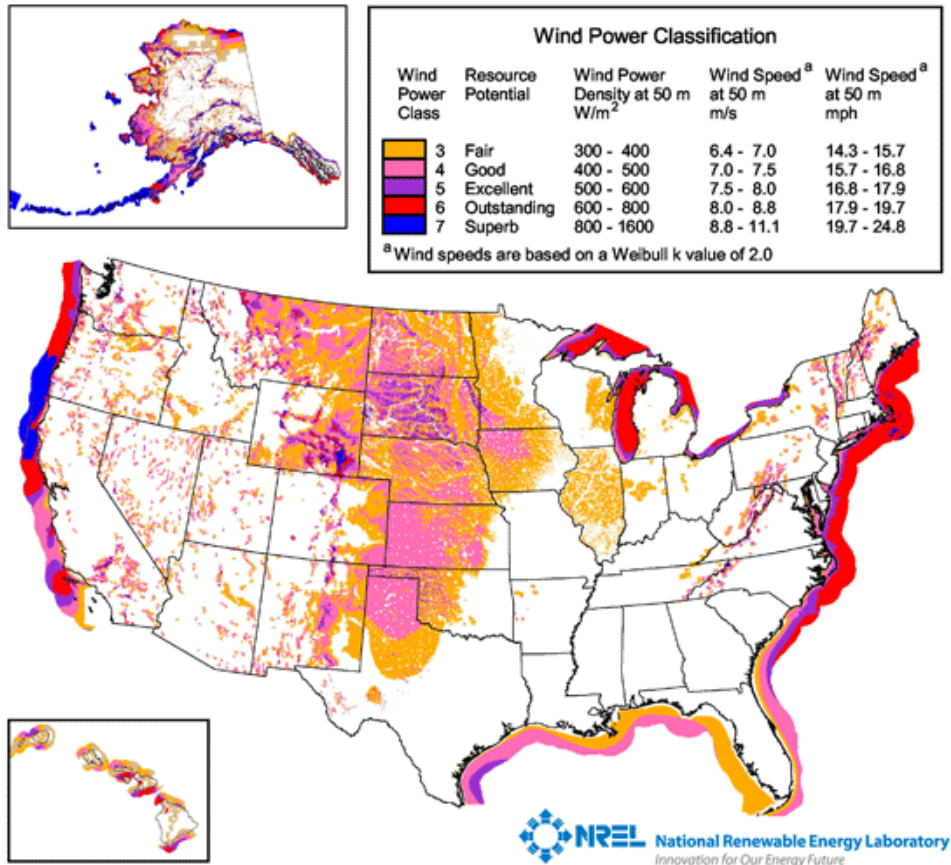 Wind Power Classification
Wind Power Class Resource Potential Wind Power Density at 50 m W/m² Wind Speed a at 50 m m/s Wind Speed a at 50 m mph
3 Fair 300 - 400 6.4 - 7.0 14.3 - 15.7
4 Good 400 - 500 7.0 - 7.5 15.7 - 16.8
5 Excellent 500 - 600 7.5 - 8.0 16.8 - 17.9
6 Outstanding 600 - 800 8.0 - 8.8 17.9 - 19.7
7 Superb 800 - 1600 8.8 - 11.1 19.7 - 24.8
a Wind speeds are based on a Weibull k value of 2.0
NREL National Renewable Energy Laboratory
Innovation for Our Energy Future